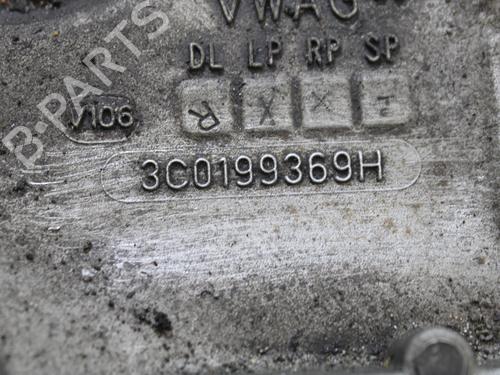 VWAG
DL LP RP SP
V106 R X X
3C0199369H
B-PARTS